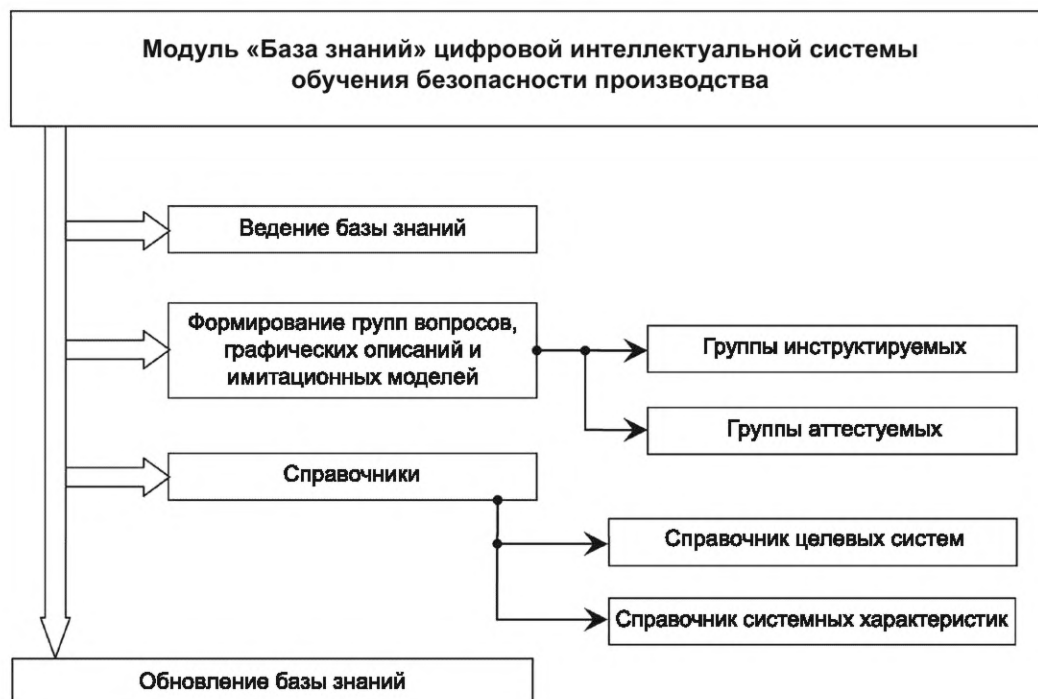 Модуль «База знаний» цифровой интеллектуальной системы
обучения безопасности производства
Ведение базы знаний
Формирование групп вопросов,
графических описаний и
имитационных моделей
Группы инструктируемых
Группы аттестуемых
Справочники
Справочник целевых систем
Справочник системных характеристик
Обновление базы знаний